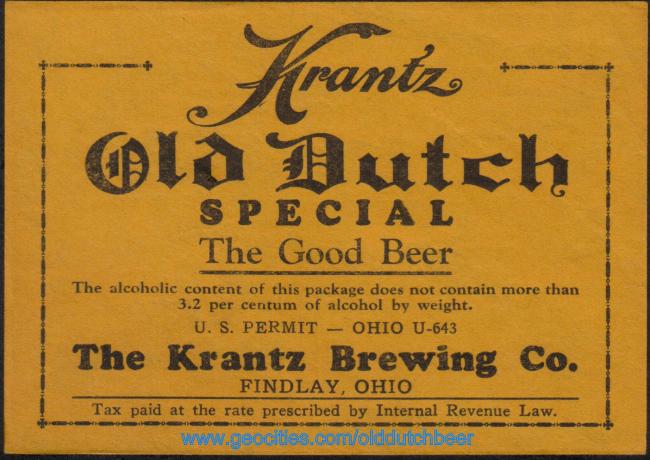 Krantz
Old Dutch
SPECIAL
The Good Beer
The alcoholic content of this package does not contain more than
3.2 per centum of alcohol by weight.
U. S. PERMIT — OHIO U-643
The Krantz Brewing Co.
FINDLAY, OHIO
Tax paid at the rate prescribed by Internal Revenue Law.
www.geocities.com/olddutchbeer